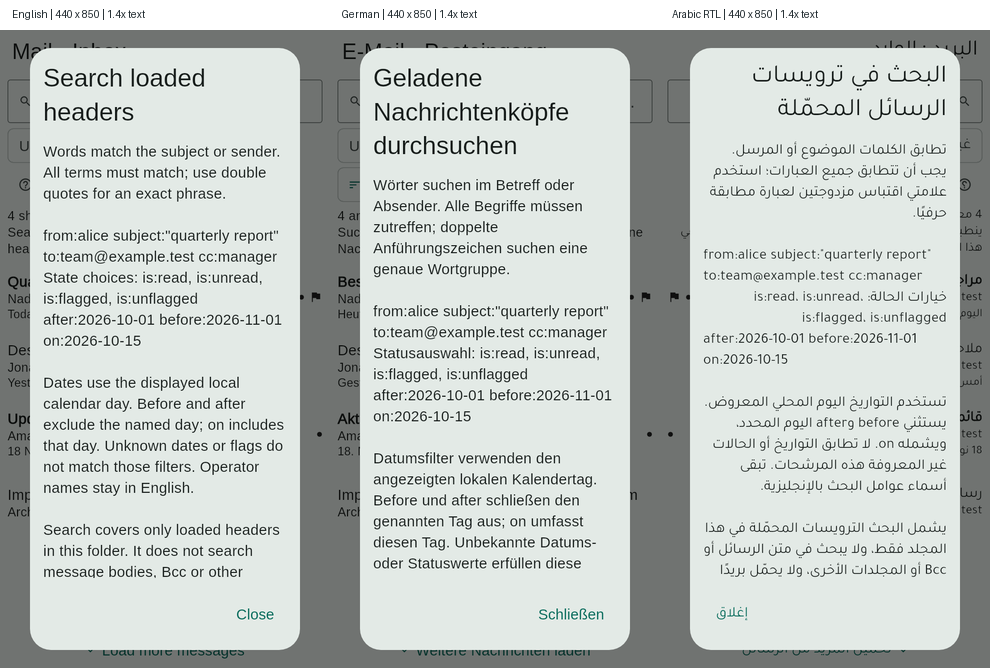 English | 440 x 850 | 1.4x text
Search loaded
headers
Words match the subject or sender.
All terms must match; use double
quotes for an exact phrase.
from:alice subject:"quarterly report"
to:team@example.test cc:manager
State choices: is:read, is:unread,
is:flagged, is:unflagged
after:2026-10-01 before:2026-11-01
on:2026-10-15
Dates use the displayed local
calendar day. Before and after
exclude the named day; on includes
that day. Unknown dates or flags do
not match those filters. Operator
names stay in English.
Search covers only loaded headers
in this folder. It does not search
message bodies, Bcc or other
Close
Load more messages
German | 440 x 850 | 1.4x text
Geladene
Nachrichtenköpfe
durchsuchen
Wörter suchen im Betreff oder
Absender. Alle Begriffe müssen
zutreffen; doppelte
Anführungszeichen suchen eine
genaue Wortgruppe.
from:alice subject:"quarterly report"
to:team@example.test cc:manager
Statusauswahl: is:read, is:unread,
is:flagged, is:unflagged
after:2026-10-01 before:2026-11-01
on:2026-10-15
Datumsfilter verwenden den
angezeigten lokalen Kalendertag.
Before und after schließen den
genannten Tag aus; on umfasst
diesen Tag. Unbekannte Datums-
oder Statuswerte erfüllen diese
Schließen
Weitere Nachrichten laden
Arabic RTL | 440 x 850 | 1.4x text
البحث في ترويسات
الرسائل المحمّلة
تطابق الكلمات الموضوع أو المرسل.
يجب أن تتطابق جميع العبارات؛ استخدم
علامتي اقتباس مزدوجتين لعبارة مطابقة
حرفيًا.
from:alice subject:"quarterly report"
to:team@example.test cc:manager
خيارات الحالة: is:read، is:unread،
is:flagged، is:unflagged
after:2026-10-01 before:2026-11-01
on:2026-10-15
تستخدم التواريخ اليوم المحلي المعروض.
يستثني before وafter اليوم المحدد،
ويشمله on. لا تطابق التواريخ أو الحالات
غير المعروفة هذه المرشحات. تبقى
أسماء عوامل البحث بالإنجليزية.
يشمل البحث الترويسات المحمّلة في هذا
المجلد فقط، ولا يبحث في متن الرسائل أو
Bcc أو المجلدات الأخرى، ولا يحمّل بريدًا
إغلاق